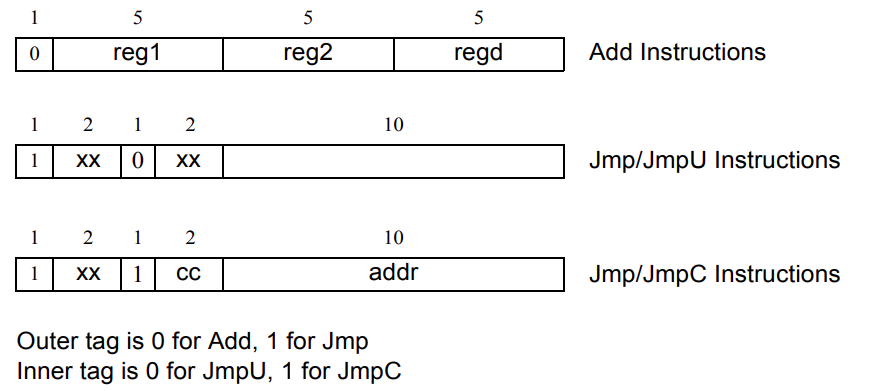 1 5 5 5
0 reg1 reg2 regd Add Instructions
1 2 1 2 10
1 xx 0 xx Jmp/JmpU Instructions
1 2 1 2 10
1 xx 1 cc addr Jmp/JmpC Instructions
Outer tag is 0 for Add, 1 for Jmp
Inner tag is 0 for JmpU, 1 for JmpC